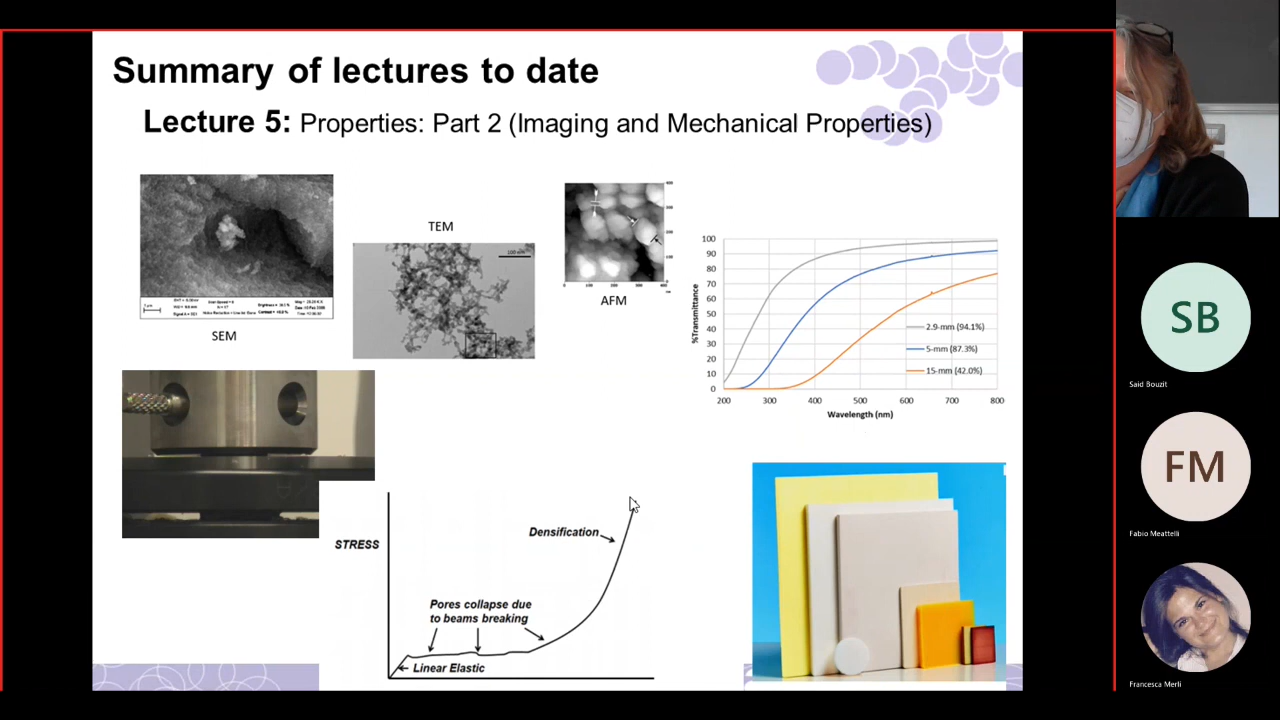 Summary of lectures to date
Lecture 5: Properties: Part 2 (Imaging and Mechanical Properties)
SEM
TEM
100 nm
AFM
100
90
80
70
60
50
40
30
20
10
0
%Transmittance
200 300 400 500 600 700 800
Wavelength (nm)
2.9-mm (94.1%)
5-mm (87.3%)
15-mm (42.0%)
STRESS
Densification
Pores collapse due
to beams breaking
Linear Elastic
SB
Said Bouzit
FM
Fabio Meattelli
Francesca Merli